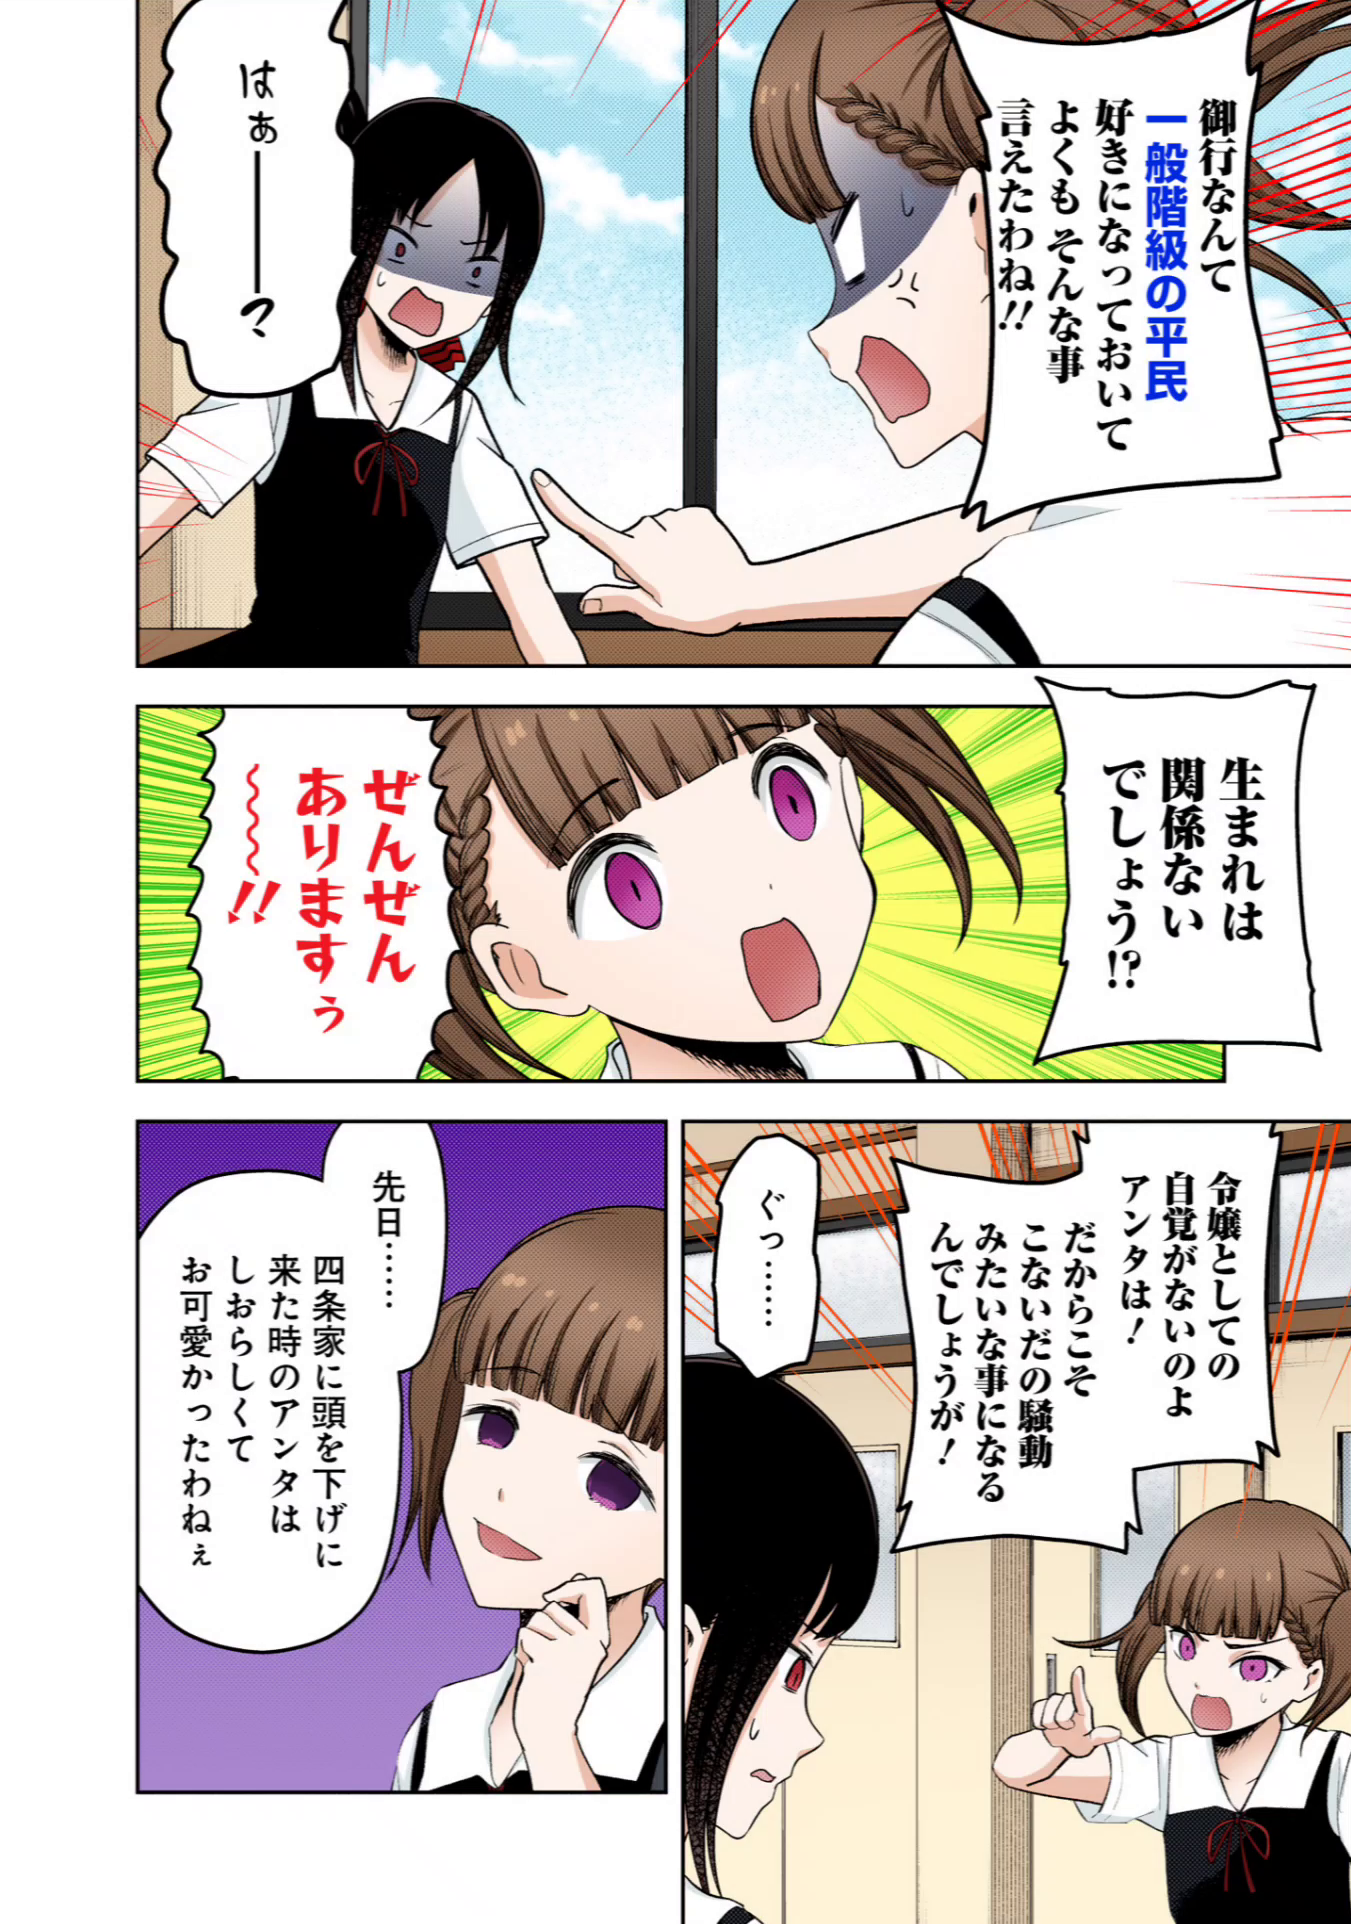 御行なんて
一般階級の平民
好きになっておいて
よくもそんな事
言えたわね!!
はぁ――――?
生まれは
関係ない
でしょう!?
ぜんぜん
ありますぅ
〜〜〜!!
令嬢としての
自覚がないのよ
アンタは！
だからこそ
こないだの騒動
みたいな事になる
んでしょうが！
ぐっ……
先日……
四条家に頭を下げに
来た時のアンタは
しおらしくて
お可愛かったわねぇ